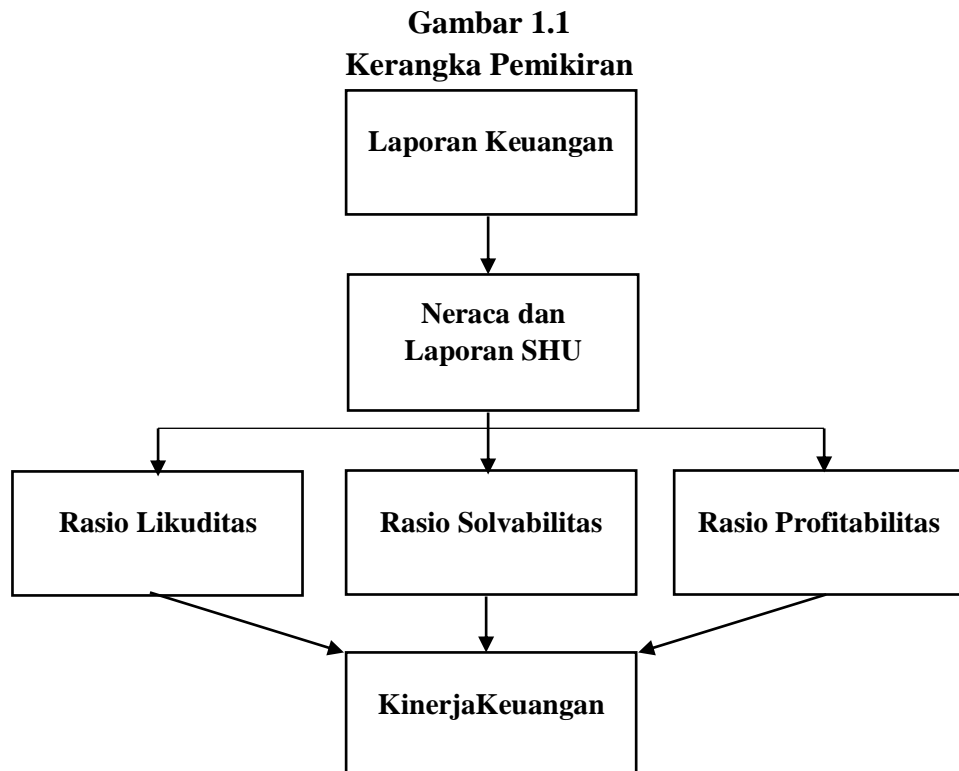 Gambar 1.1
Kerangka Pemikiran
Laporan Keuangan
Neraca dan
Laporan SHU
Rasio Likuditas
Rasio Solvabilitas
Rasio Profitabilitas
KinerjaKeuangan